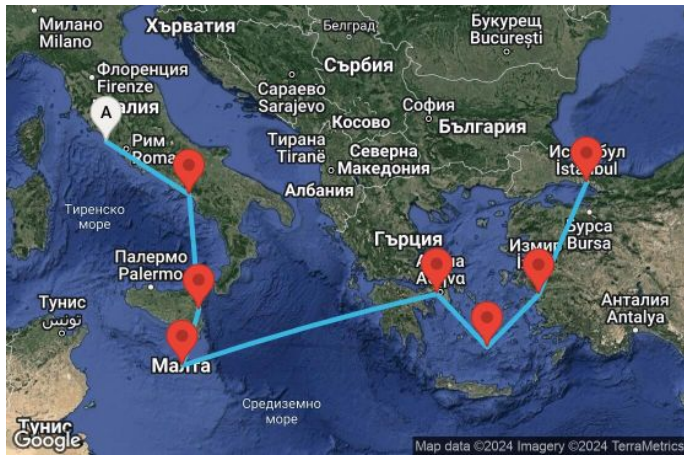 Милано
Milano
Хърватия
Белград
Букурещ
București
Флоренция
Firenze
Сараево
Sarajevo
Сърбия
A
Рим
Roma
Косово
София
България
Тирана
Tiranë
Северна
Македония
Албания
Тиренско
море
Гърция
İstanbul
Бурса
Bursa
Измир
Палермо
Palermo
Анталия
Antalya
Тунис
تونس
Малта
Средиземно
море
Тунис
Google
Map data ©2024 Imagery ©2024 TerraMetrics